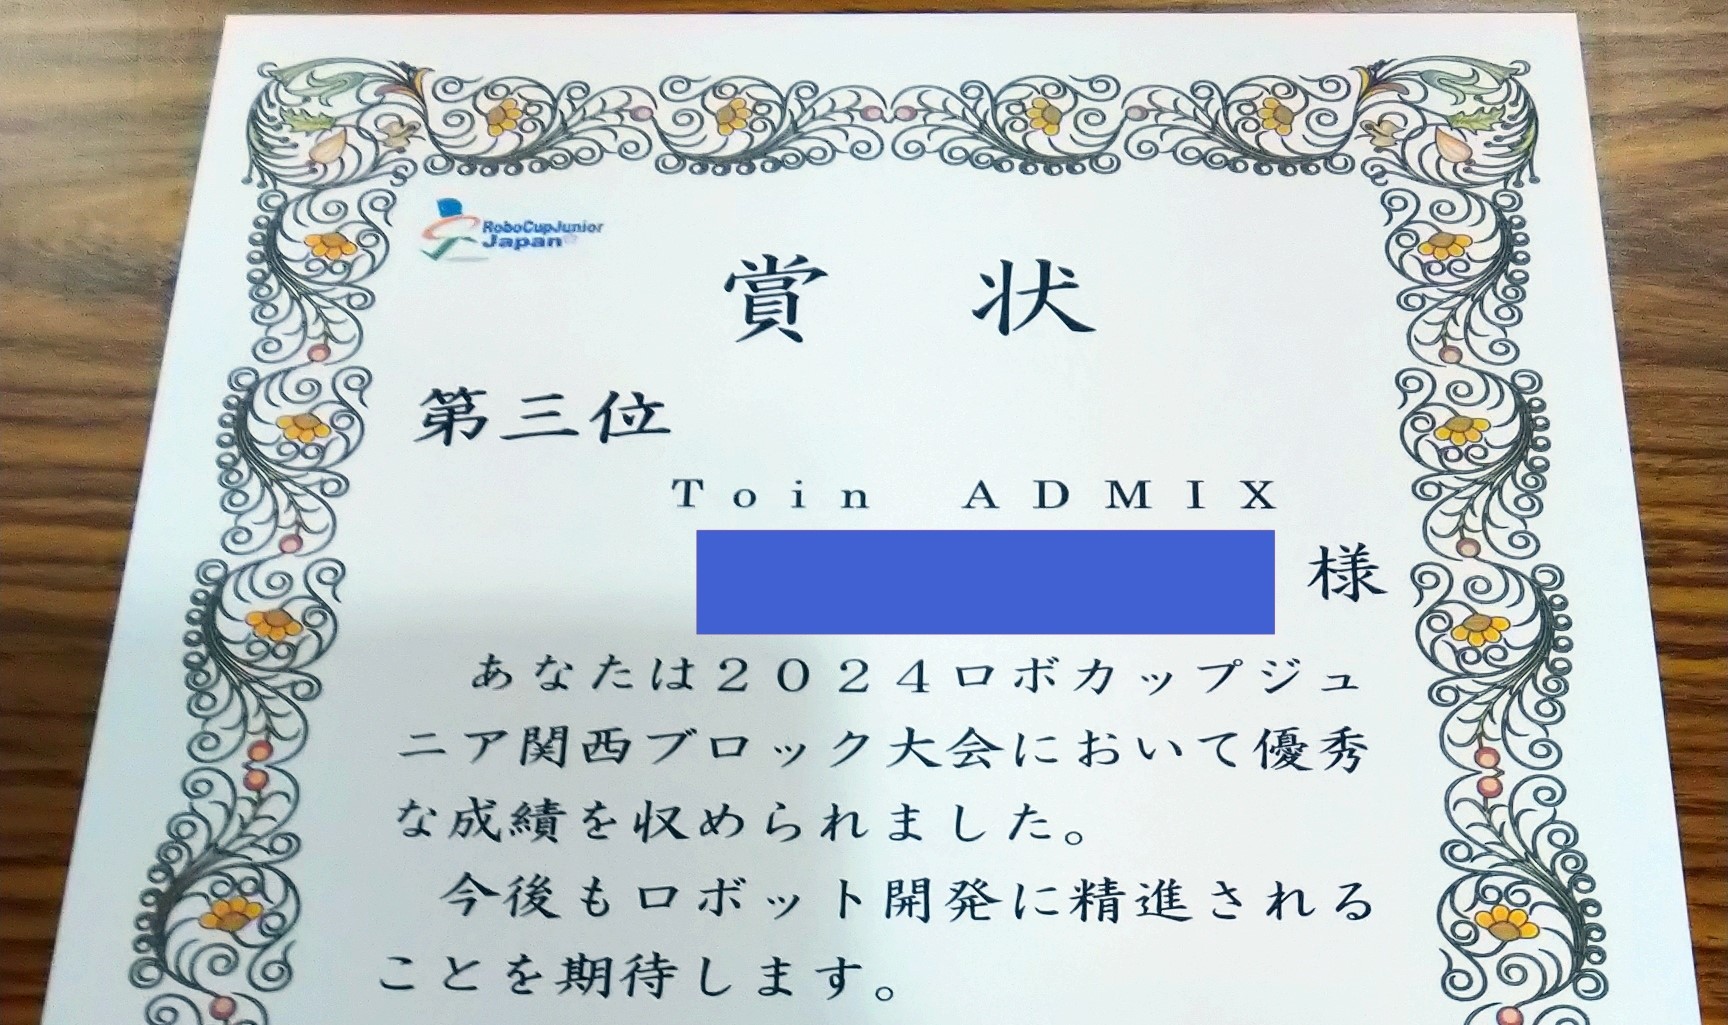 RoboCupJunior
Japan
賞　状
第三位
Ｔｏｉｎ　ＡＤＭＩＸ
様
あなたは２０２４ロボカップジュ
ニア関西ブロック大会において優秀
な成績を収められました。
今後もロボット開発に精進される
ことを期待します。